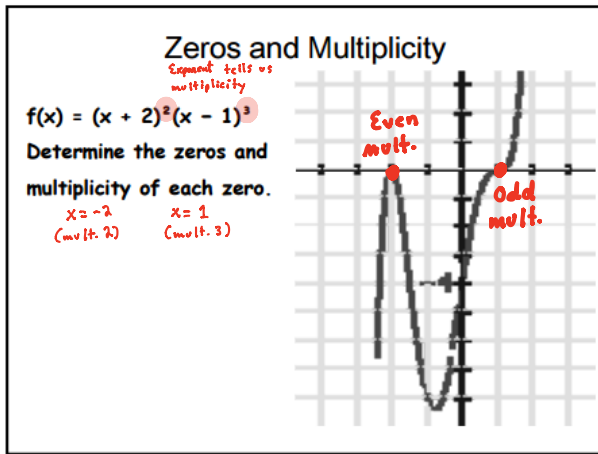 Zeros and Multiplicity
Exponent tells us
multiplicity
f(x) = (x + 2)²(x - 1)³
Determine the zeros and
multiplicity of each zero.
x = -2 x = 1
(mult. 2) (mult. 3)
Even
mult.
Odd
mult.